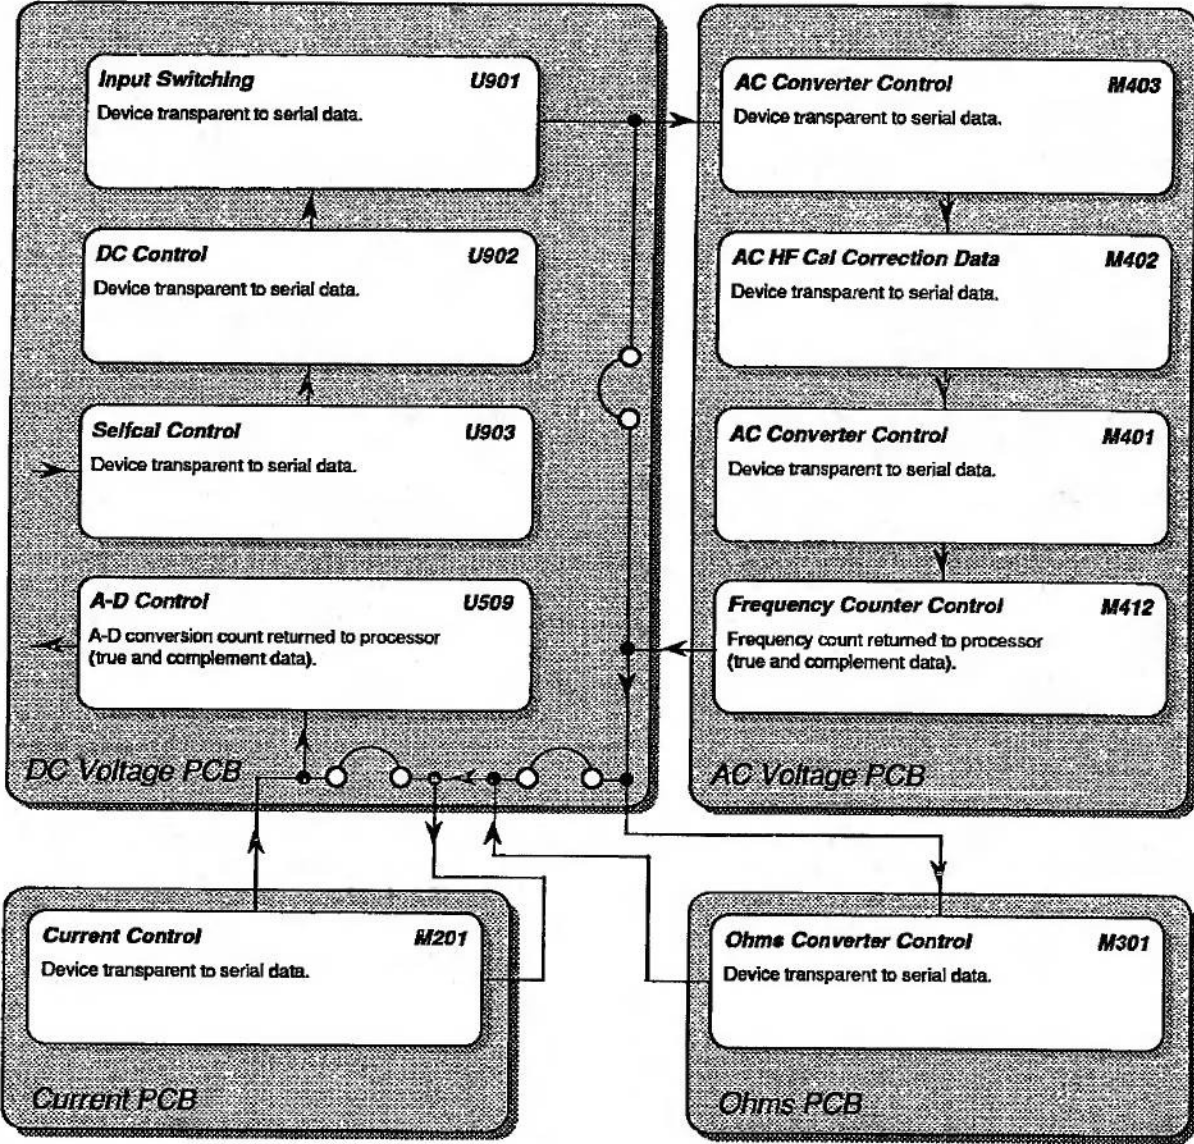 Input Switching U901
Device transparent to serial data.
DC Control U902
Device transparent to serial data.
Selfcal Control U903
Device transparent to serial data.
A-D Control U509
A-D conversion count returned to processor
(true and complement data).
DC Voltage PCB
AC Converter Control M403
Device transparent to serial data.
AC HF Cal Correction Data M402
Device transparent to serial data.
AC Converter Control M401
Device transparent to serial data.
Frequency Counter Control M412
Frequency count returned to processor
(true and complement data).
AC Voltage PCB
Current Control M201
Device transparent to serial data.
Current PCB
Ohms Converter Control M301
Device transparent to serial data.
Ohms PCB